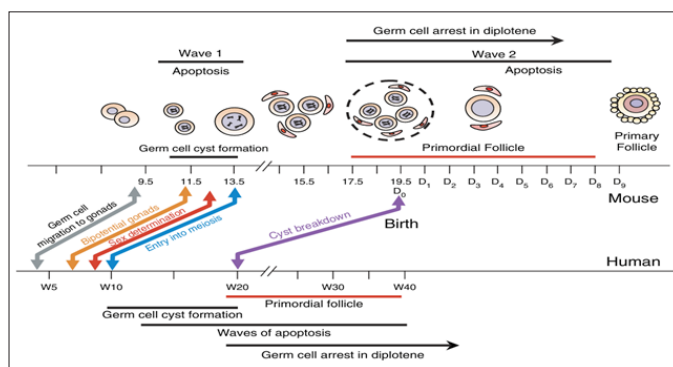 Germ cell arrest in diplotene
Wave 1
Wave 2
Apoptosis
Apoptosis
Primary
Follicle
Germ cell cyst formation
Primordial Follicle
9.5 11.5 13.5 15.5 17.5 19.5 D1 D2 D3 D4 D5 D6 D7 D8 D9
D0
Mouse
Birth
Germ cell
migration to gonads
Bipotential gonads
Sex determination
Entry into meiosis
Cyst breakdown
Human
W5 W10 W20 W30 W40
Primordial follicle
Germ cell cyst formation
Waves of apoptosis
Germ cell arrest in diplotene